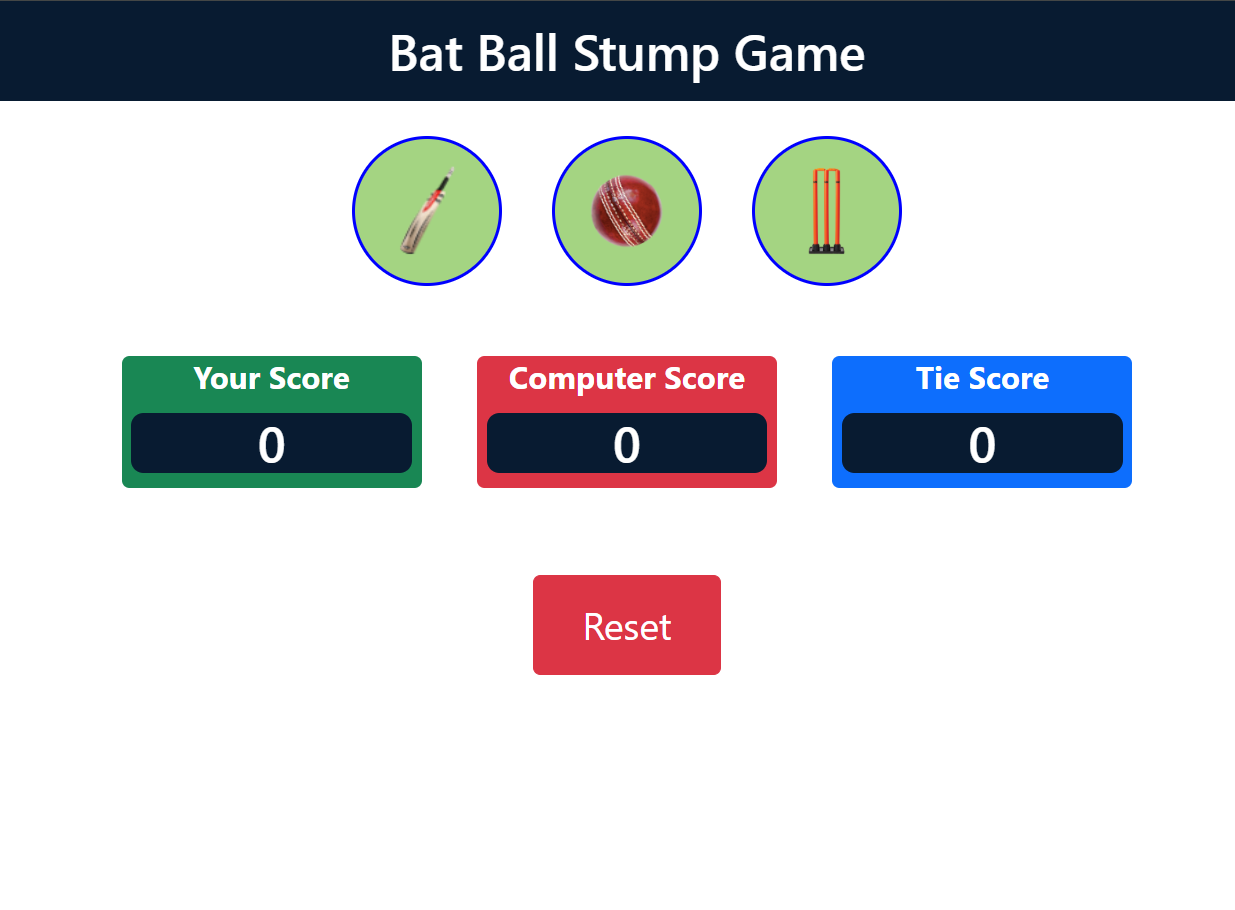 Bat Ball Stump Game
Your Score
Computer Score
Tie Score
0
0
0
Reset